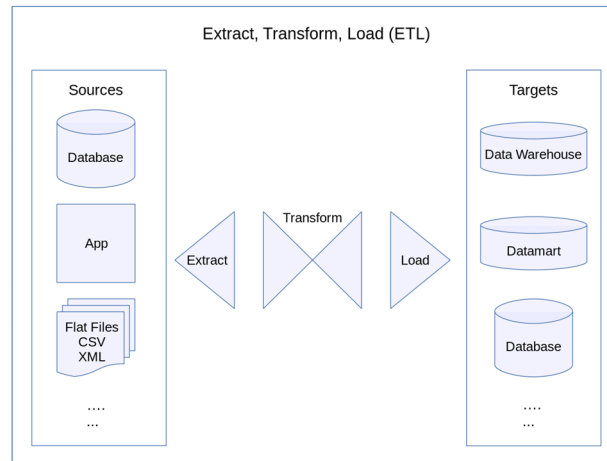 Extract, Transform, Load (ETL)
Sources
Database
App
Flat Files
CSV
XML
....
...
Extract
Transform
Load
Targets
Data Warehouse
Datamart
Database
....
...